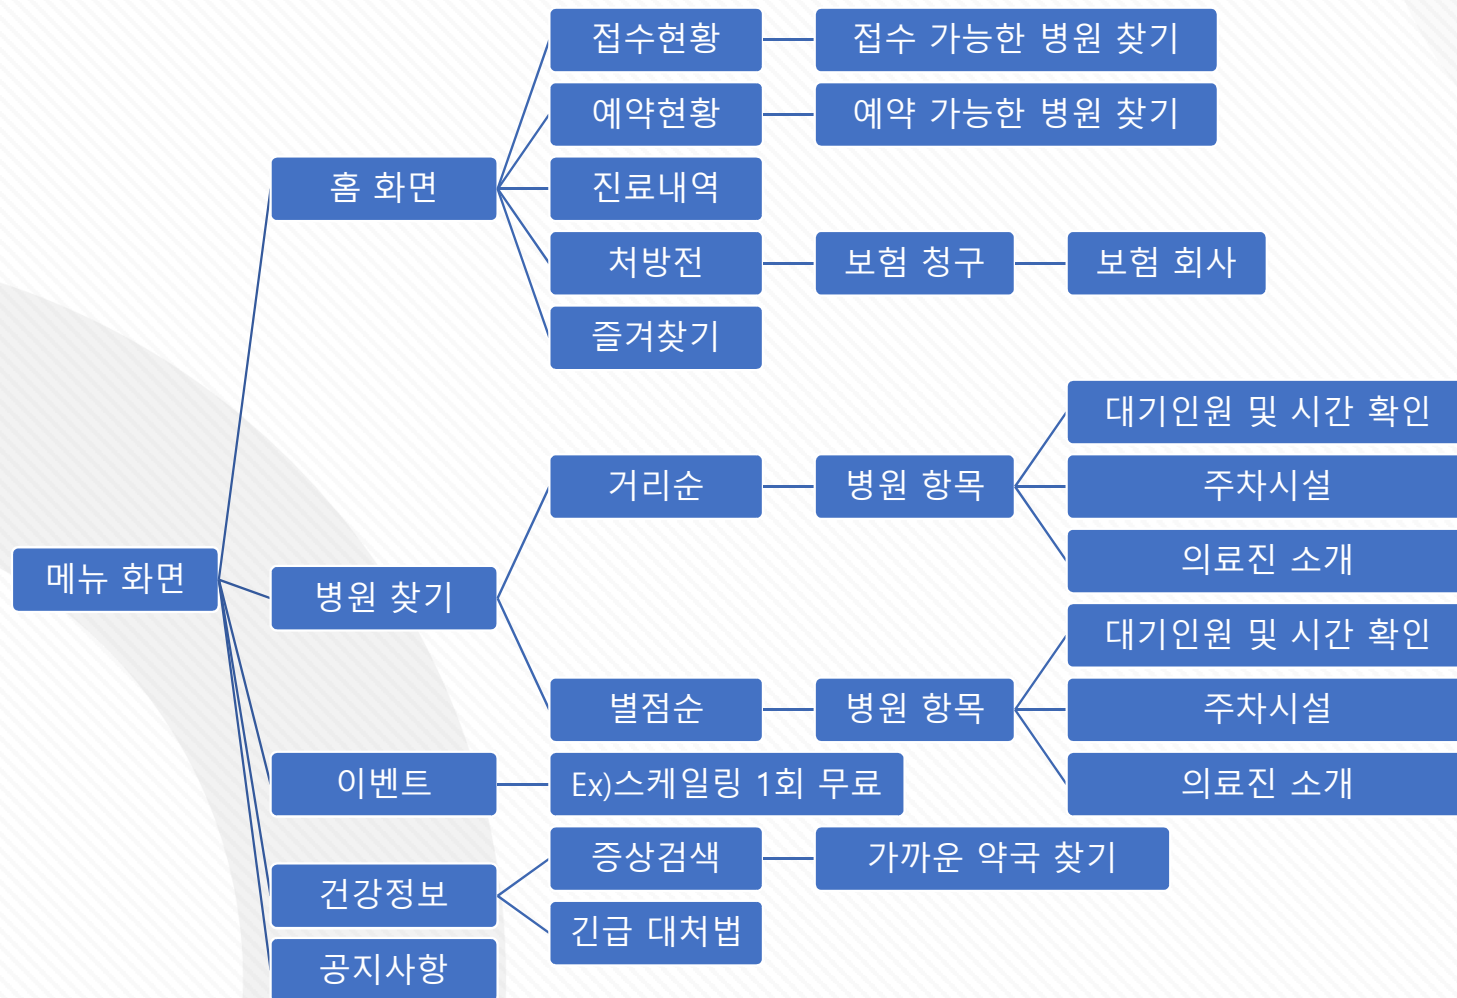 접수현황
접수 가능한 병원 찾기
예약현황
예약 가능한 병원 찾기
홈 화면
진료내역
처방전
보험 청구
보험 회사
즐겨찾기
대기인원 및 시간 확인
거리순
병원 항목
주차시설
의료진 소개
메뉴 화면
병원 찾기
대기인원 및 시간 확인
별점순
병원 항목
주차시설
의료진 소개
이벤트
Ex)스케일링 1회 무료
증상검색
가까운 약국 찾기
건강정보
긴급 대처법
공지사항